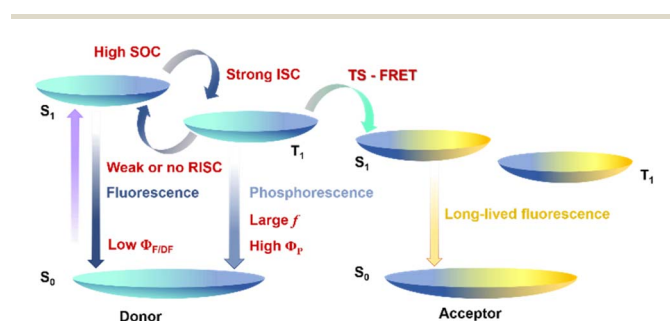 High SOC
Strong ISC
TS - FRET
S1
T1
S1
T1
Weak or no RISC
Fluorescence
Phosphorescence
Large f
Long-lived fluorescence
Low ΦF/DF
High ΦP
S0
S0
Donor
Acceptor